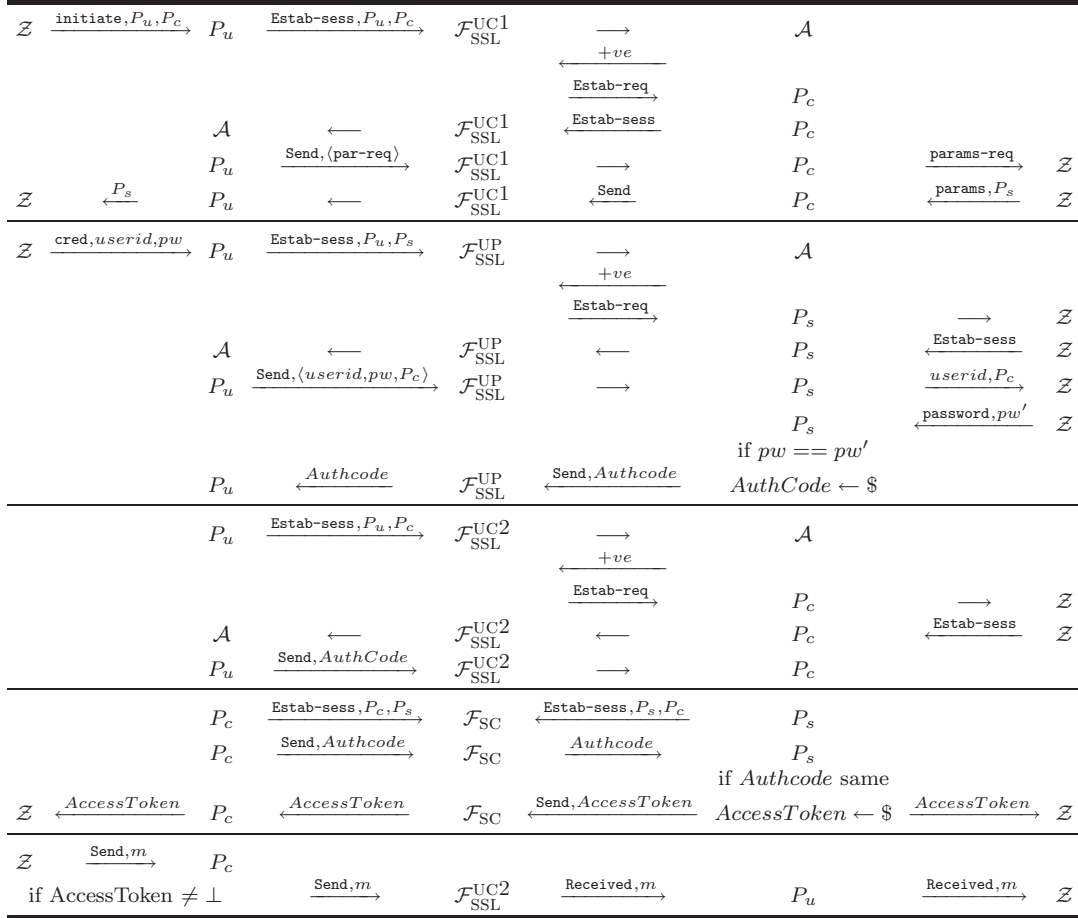 𝒵 initiate, P_u, P_c → P_u Estab-sess, P_u, P_c → ℱ_SSL^UC1 → 𝒜
← +ve
Estab-req → P_c
𝒜 ← ℱ_SSL^UC1 ← Estab-sess P_c
P_u Send, ⟨par-req⟩ → ℱ_SSL^UC1 → P_c params-req → 𝒵
𝒵 ← P_s P_u ← ℱ_SSL^UC1 ← Send P_c ← params, P_s 𝒵
𝒵 cred, userid, pw → P_u Estab-sess, P_u, P_s → ℱ_SSL^UP → 𝒜
← +ve
Estab-req → P_s → 𝒵
𝒜 ← ℱ_SSL^UP ← P_s ← Estab-sess 𝒵
P_u Send, ⟨userid, pw, P_c⟩ → ℱ_SSL^UP → P_s userid, P_c → 𝒵
P_s ← password, pw′ 𝒵
if pw == pw′
P_u ← Authcode ℱ_SSL^UP ← Send, Authcode AuthCode ← $
P_u Estab-sess, P_u, P_c → ℱ_SSL^UC2 → 𝒜
← +ve
Estab-req → P_c → 𝒵
𝒜 ← ℱ_SSL^UC2 ← P_c ← Estab-sess 𝒵
P_u Send, AuthCode → ℱ_SSL^UC2 → P_c
P_c Estab-sess, P_c, P_s → ℱ_SC ← Estab-sess, P_s, P_c P_s
P_c Send, Authcode → ℱ_SC Authcode → P_s
if Authcode same
𝒵 ← AccessToken P_c ← AccessToken ℱ_SC ← Send, AccessToken AccessToken ← $ AccessToken → 𝒵
𝒵 Send, m → P_c
if AccessToken ≠ ⊥ Send, m → ℱ_SSL^UC2 Received, m → P_u Received, m → 𝒵